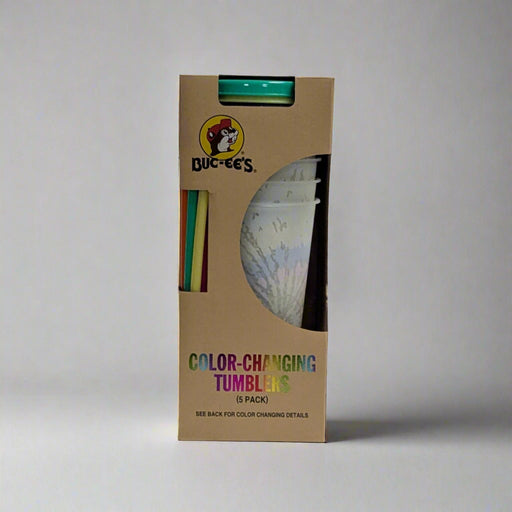 BUC-EE'S®
COLOR-CHANGING
TUMBLERS
(5 PACK)
SEE BACK FOR COLOR CHANGING DETAILS